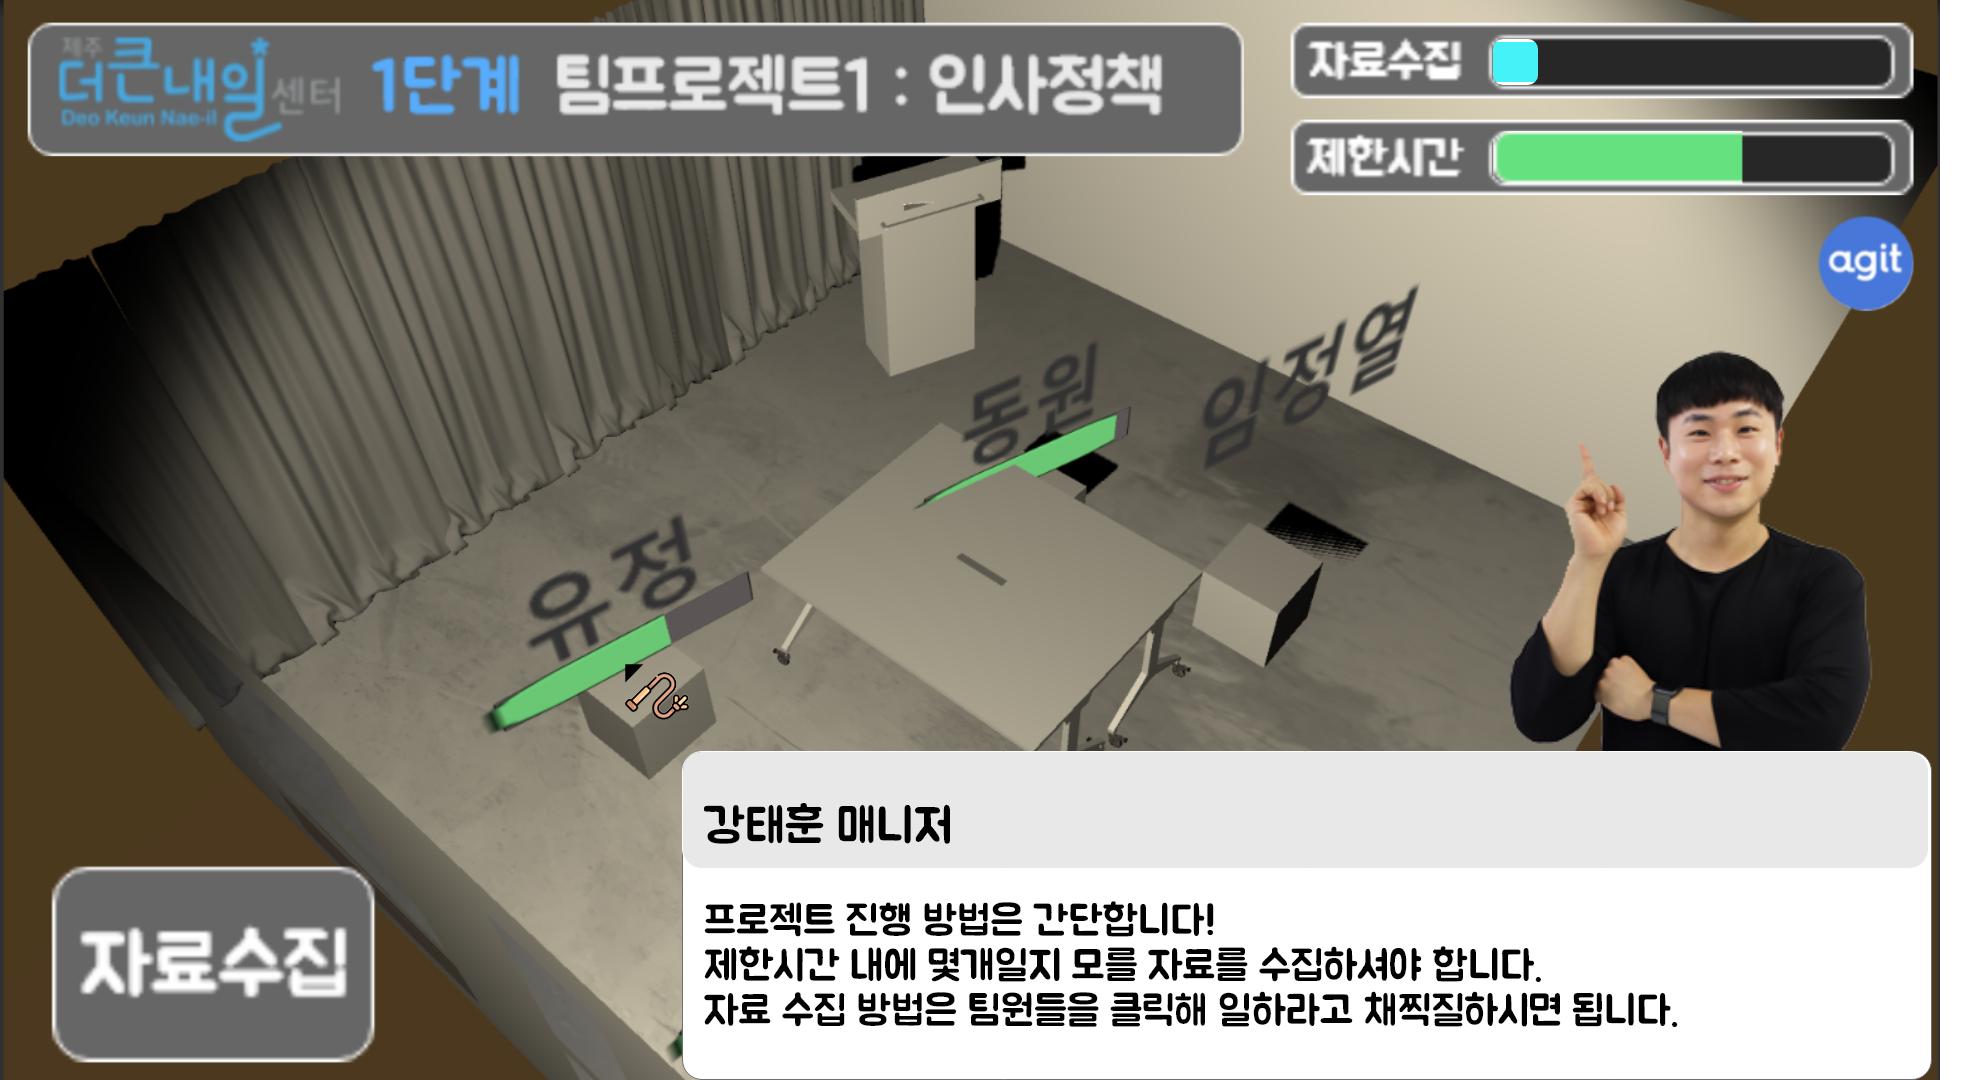 제주
더큰내일센터
Deo Keun Nae-il
1단계 팀프로젝트1 : 인사정책
자료수집
제한시간
agit
동원
임정열
유정
강태훈 매니저
프로젝트 진행 방법은 간단합니다!
제한시간 내에 몇개일지 모를 자료를 수집하셔야 합니다.
자료 수집 방법은 팀원들을 클릭해 일하라고 채찍질하시면 됩니다.
자료수집